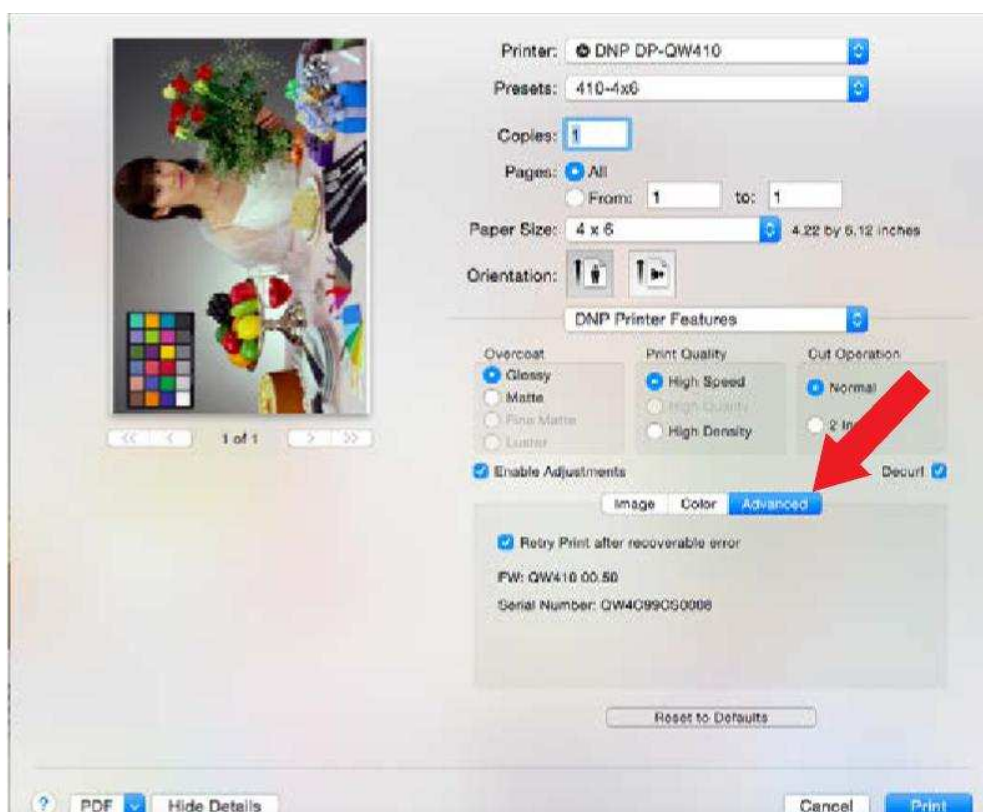 Printer: DNP DP-QW410
Presets: 410-4x6
Copies: 1
Pages: All
From: 1 to: 1
Paper Size: 4 x 6 4.22 by 6.12 inches
Orientation:
DNP Printer Features
Overcoat Print Quality Cut Operation
Glossy High Speed Normal
Matte High Quality
Fine Matte High Density 2
Luster
1 of 1
Enable Adjustments Decurl
Image Color Advanced
Retry Print after recoverable error
FW: QW410 00.50
Serial Number:
Reset to Defaults
? PDF Hide Details Cancel Print